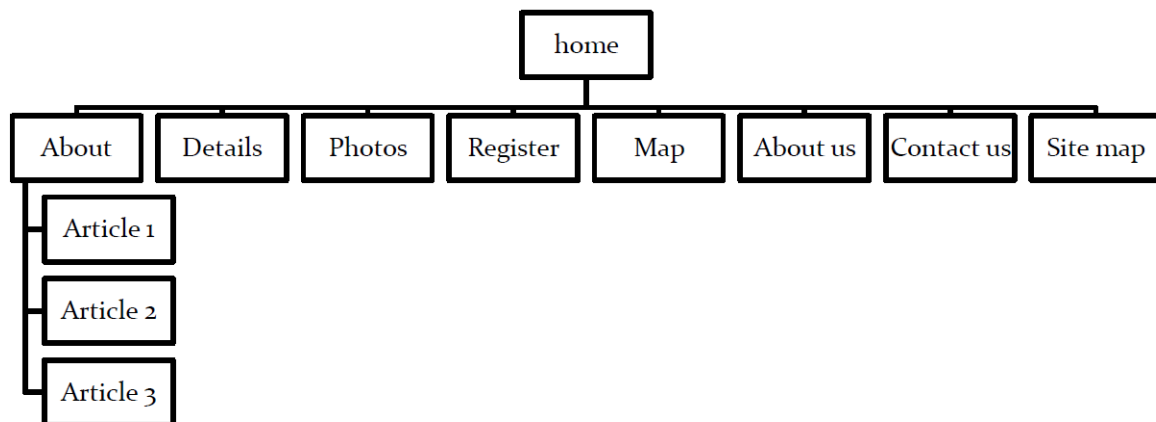 home
About
Details
Photos
Register
Map
About us
Contact us
Site map
Article 1
Article 2
Article 3